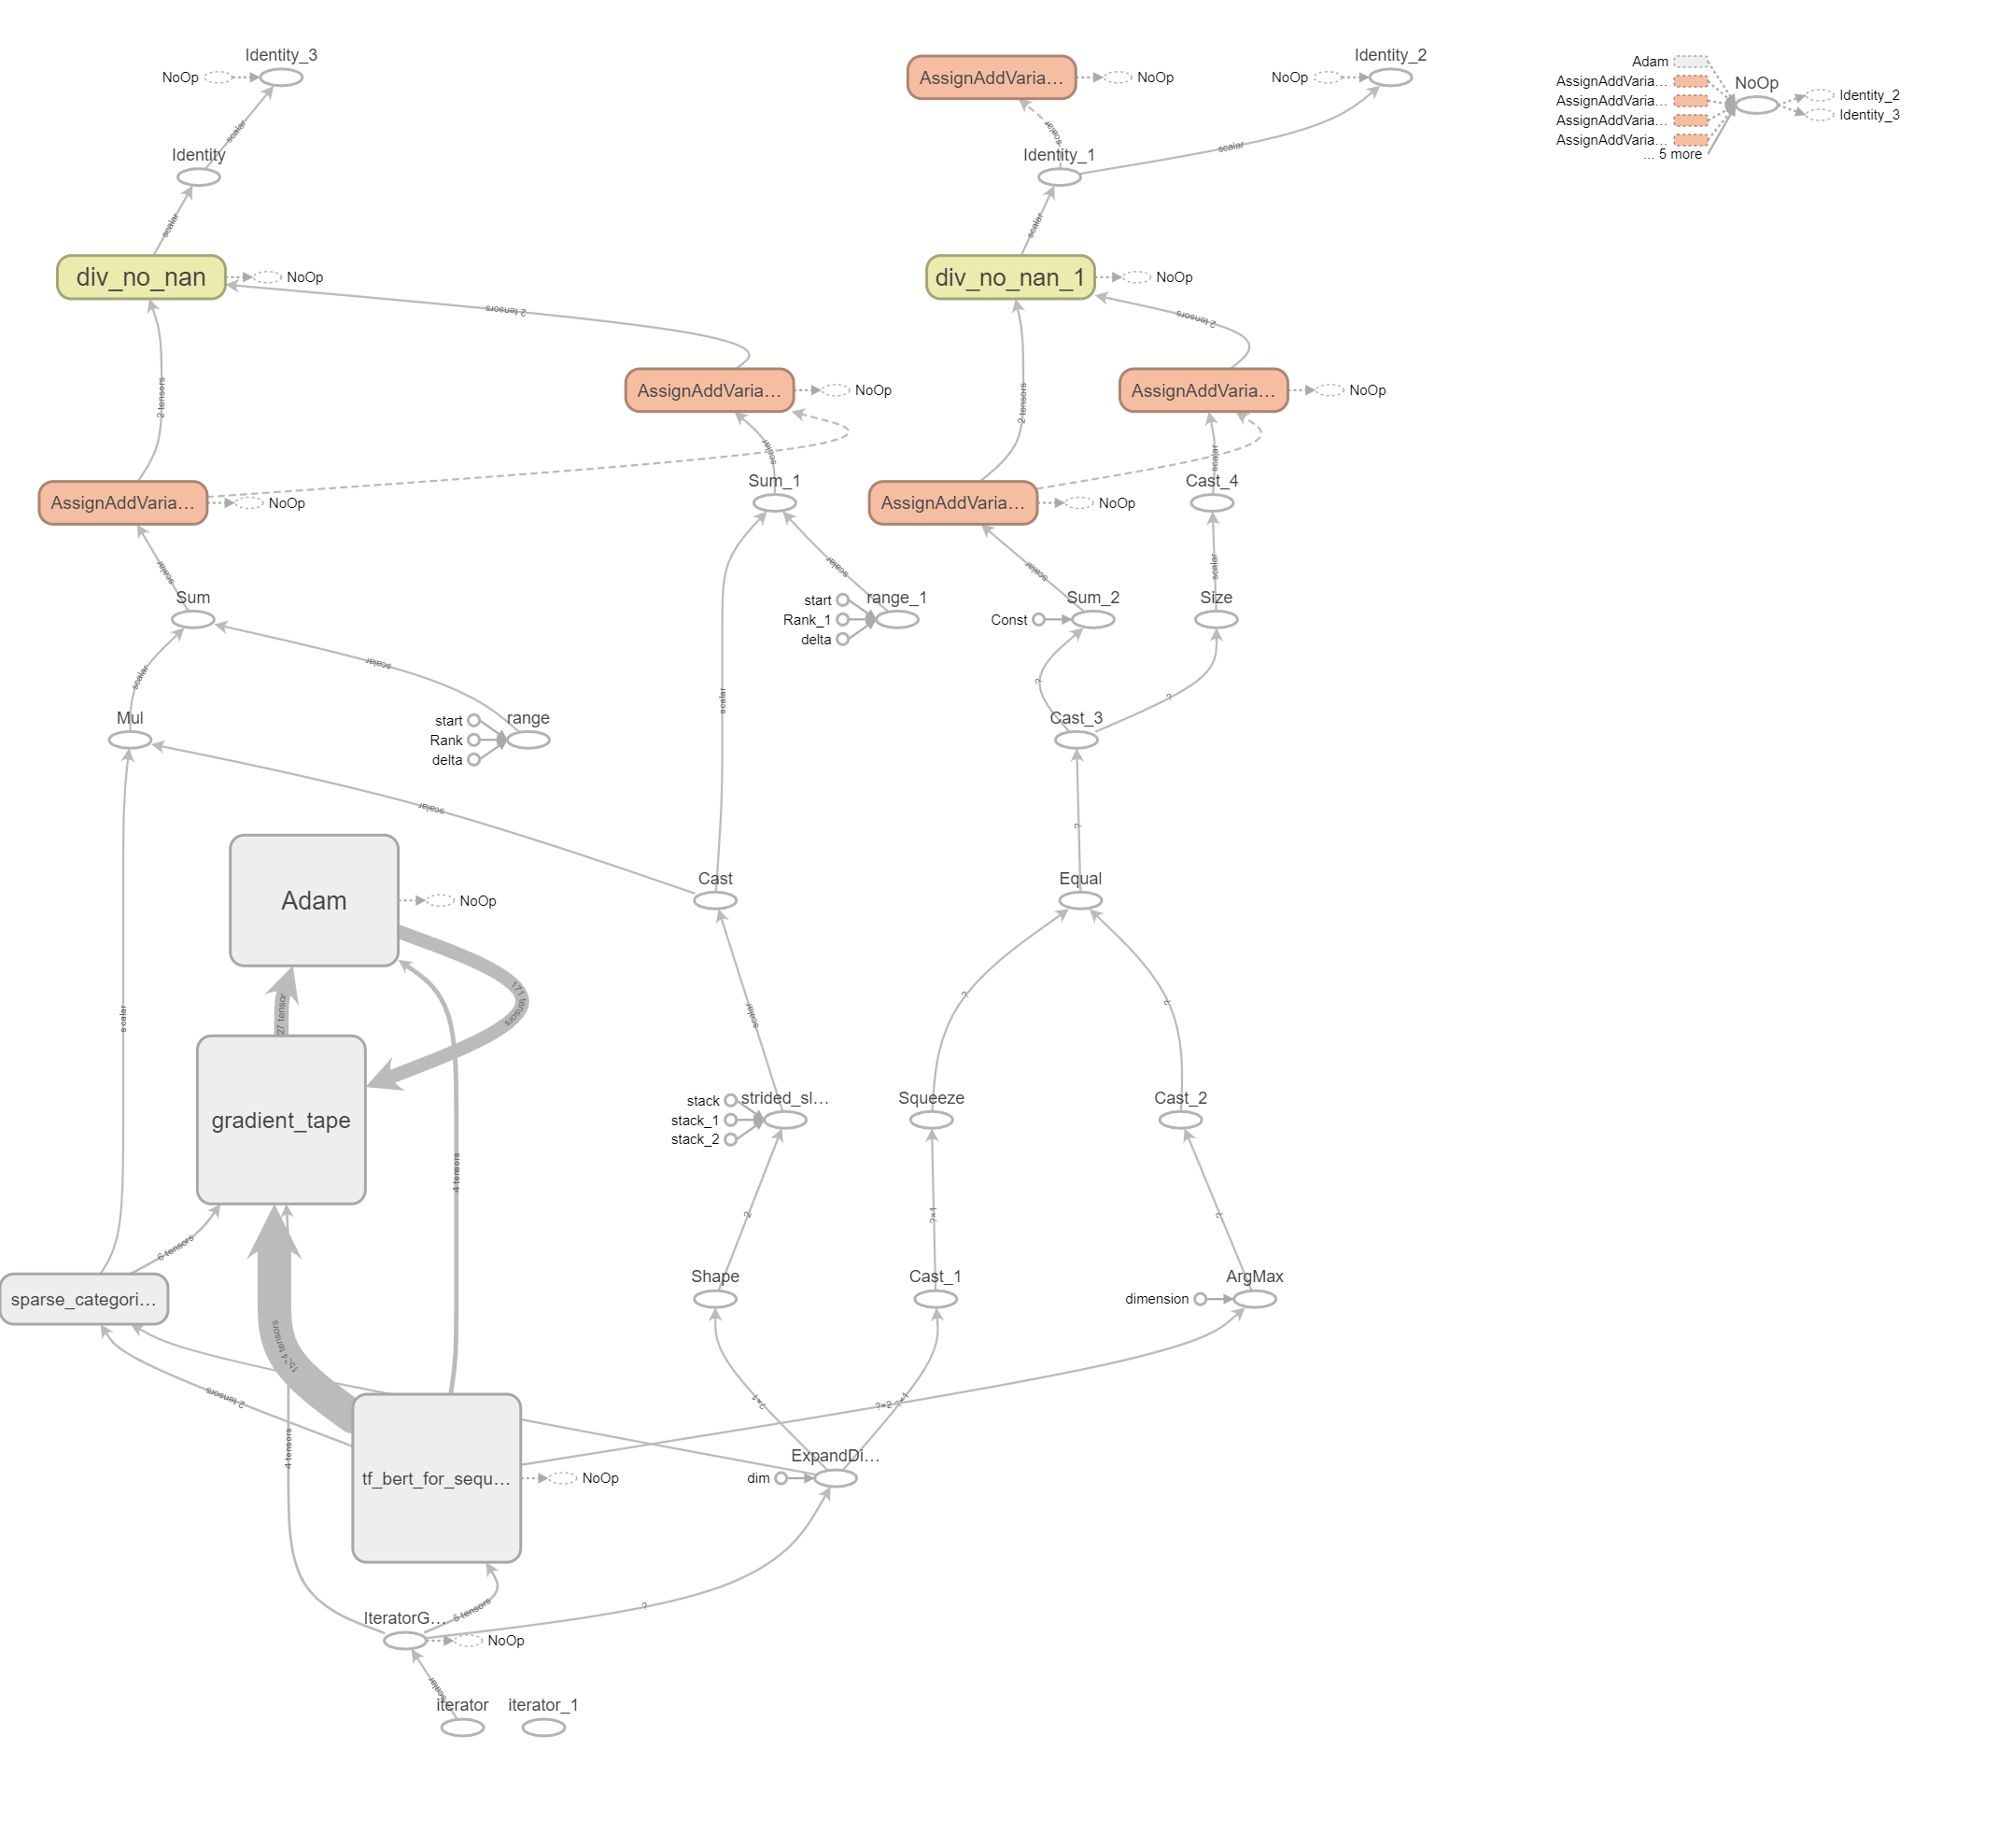 Identity_3
NoOp
scalar
Identity
scalar
div_no_nan
NoOp
2 tensors
2 tensors
AssignAddVaria…
NoOp
scalar
AssignAddVaria…
NoOp
Sum_1
scalar
Sum
scalar
start
Rank_1
delta
range_1
scalar
scalar
Mul
start
Rank
delta
range
scalar
scalar
Cast
Adam
NoOp
171 tensors
scalar
scalar
gradient_tape
stack
stack_1
stack_2
strided_sl…
4 tensors
6 tensors
2
sparse_categori…
Shape
2 tensors
4 tensors
?×1
tf_bert_for_sequ…
NoOp
dim
ExpandDi…
IteratorG…
5 tensors
?
NoOp
scalar
iterator
iterator_1
AssignAddVaria…
NoOp
NoOp
Identity_2
scalar
scalar
Identity_1
scalar
div_no_nan_1
NoOp
2 tensors
2 tensors
AssignAddVaria…
NoOp
scalar
AssignAddVaria…
NoOp
Cast_4
scalar
scalar
Const
Sum_2
Size
?
?
Cast_3
?
Equal
?
?
Squeeze
Cast_2
?×1
?
Cast_1
dimension
ArgMax
?×2
?×1
Adam
AssignAddVaria…
AssignAddVaria…
AssignAddVaria…
AssignAddVaria…
... 5 more
NoOp
Identity_2
Identity_3